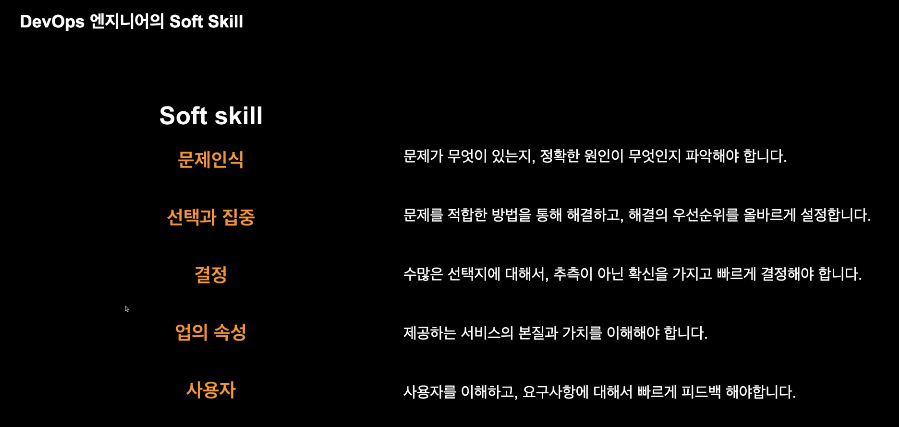 DevOps 엔지니어의 Soft Skill
Soft skill
문제인식
문제가 무엇이 있는지, 정확한 원인이 무엇인지 파악해야 합니다.
선택과 집중
문제를 적합한 방법을 통해 해결하고, 해결의 우선순위를 올바르게 설정합니다.
결정
수많은 선택지에 대해서, 추측이 아닌 확신을 가지고 빠르게 결정해야 합니다.
업의 속성
제공하는 서비스의 본질과 가치를 이해해야 합니다.
사용자
사용자를 이해하고, 요구사항에 대해서 빠르게 피드백 해야합니다.